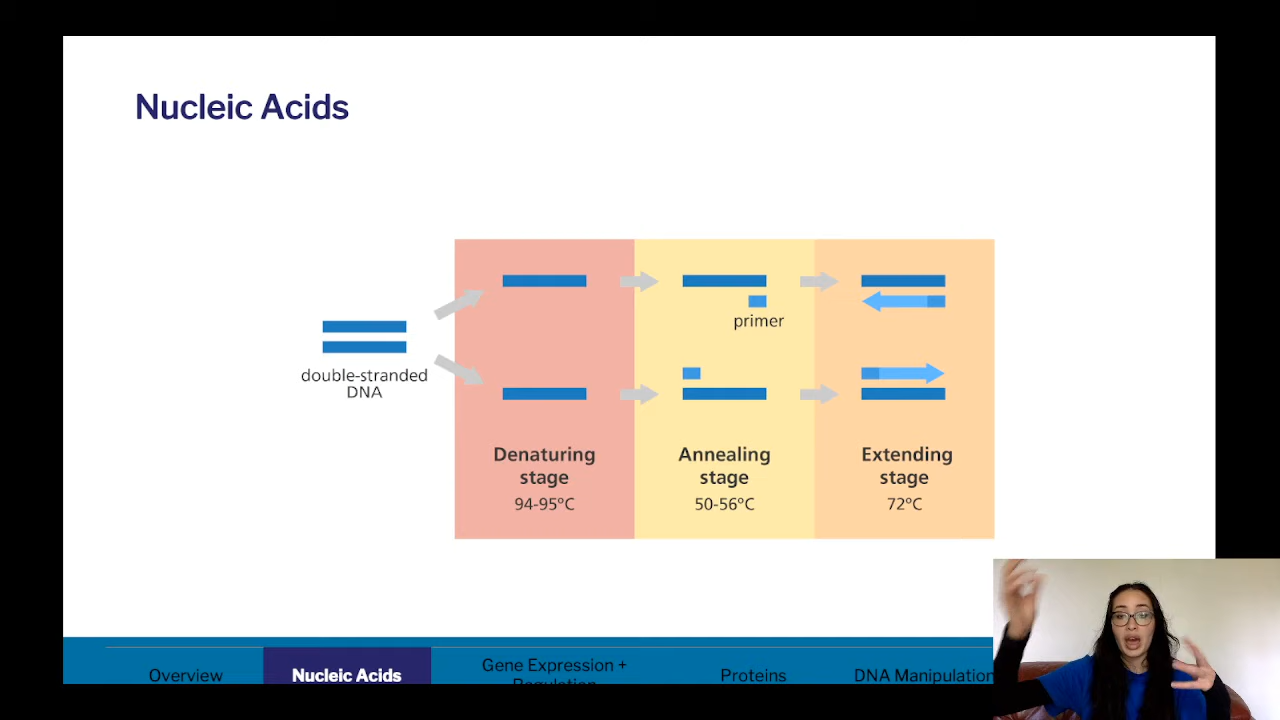 Nucleic Acids
double-stranded
DNA
primer
Denaturing
stage
94-95°C
Annealing
stage
50-56°C
Extending
stage
72°C
Overview
Nucleic Acids
Gene Expression +
Regulation
Proteins
DNA Manipulation